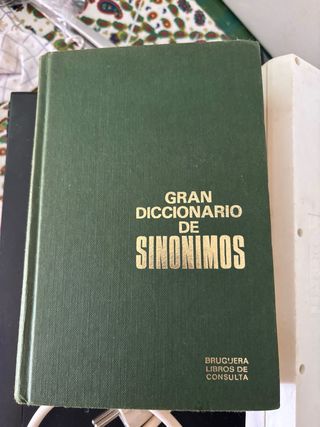 GRAN
DICCIONARIO
DE
SINONIMOS
BRUGUERA
LIBROS DE
CONSULTA